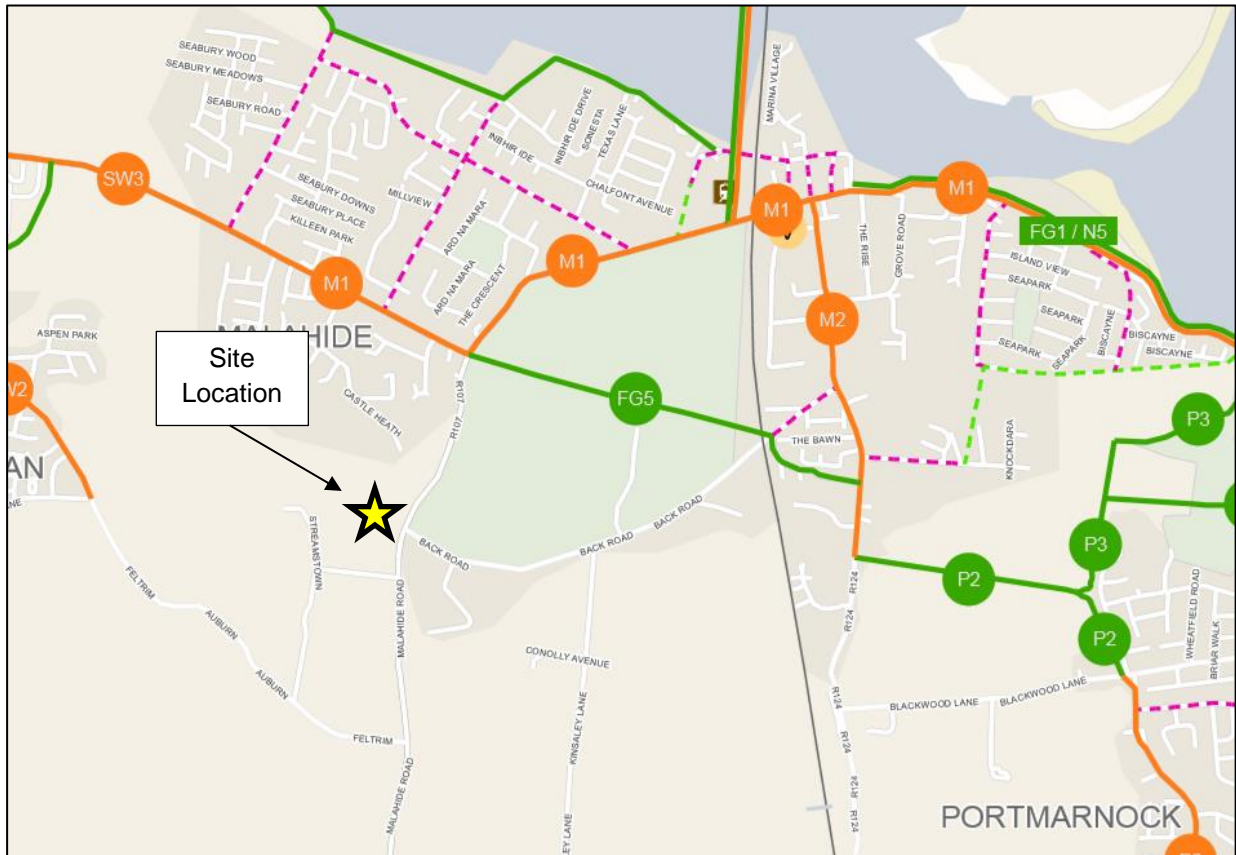 SEABURY WOOD
SEABURY MEADOWS
SEABURY ROAD
INBHIR IDE DRIVE
SONESTA
TEXAS LANE
INBHIR IDE
CHALFONT AVENUE
MARINA VILLAGE
SW3
SEABURY DOWNS
SEABURY PLACE
KILLEEN PARK
MILLVIEW
ARD NA MARA
ARD NA MARA
THE CRESCENT
M1
M1
M1
M1
THE RISE
GROVE ROAD
FG1 / N5
ISLAND VIEW
SEAPARK
SEAPARK
SEAPARK
SEAPARK
BISCAYNE
BISCAYNE
BISCAYNE
M2
MALAHIDE
ASPEN PARK
Site
Location
CASTLE HEATH
R107
R107
FG5
THE BAWN
KNOCKDARA
P3
P3
STREAMSTOWN
BACK ROAD
BACK ROAD
BACK ROAD
MALAHIDE ROAD
FELTRIM
AUBURN
AUBURN
FELTRIM
MALAHIDE ROAD
CONOLLY AVENUE
KINSALEY LANE
R124
R124
R124
R124
R124
P2
P2
WHEATFIELD ROAD
BRIAR WALK
BLACKWOOD LANE
BLACKWOOD LANE
PORTMARNOCK